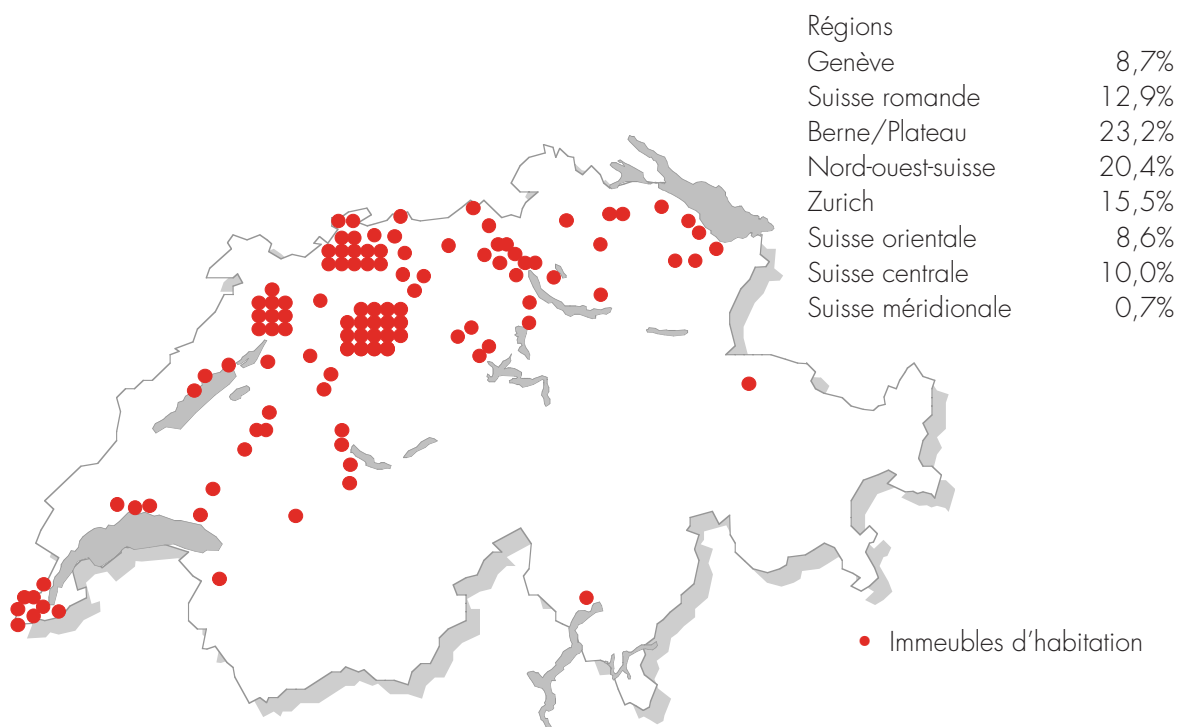 Régions
Genève 8,7%
Suisse romande 12,9%
Berne/Plateau 23,2%
Nord-ouest-suisse 20,4%
Zurich 15,5%
Suisse orientale 8,6%
Suisse centrale 10,0%
Suisse méridionale 0,7%
Immeubles d’habitation